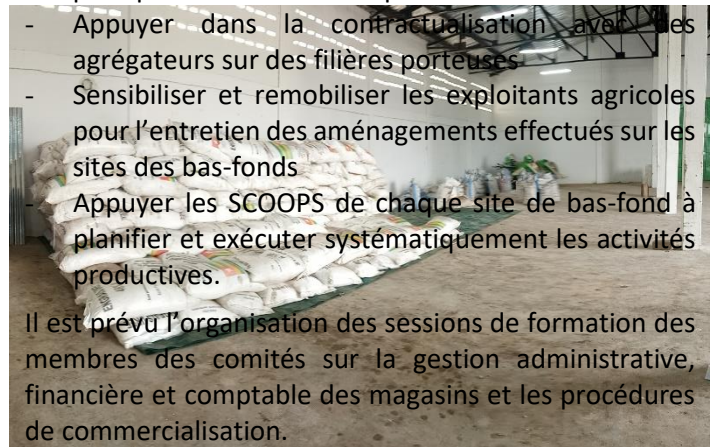 - Appuyer dans la contractualisation avec des
agrégateurs sur des filières porteuses
- Sensibiliser et remobiliser les exploitants agricoles
pour l’entretien des aménagements effectués sur les
sites des bas-fonds
- Appuyer les SCOOPS de chaque site de bas-fond à
planifier et exécuter systématiquement les activités
productives.
Il est prévu l’organisation des sessions de formation des
membres des comités sur la gestion administrative,
financière et comptable des magasins et les procédures
de commercialisation.